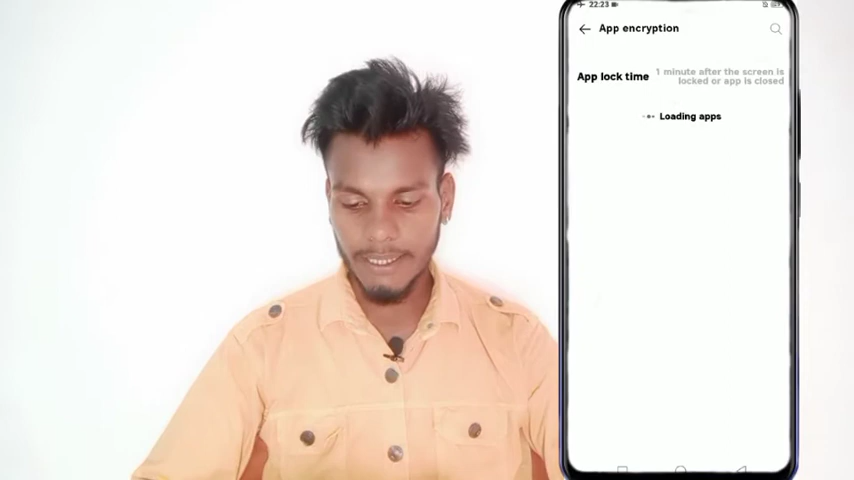 22:23
App encryption
App lock time
1 minute after the screen is
locked or app is closed
Loading apps